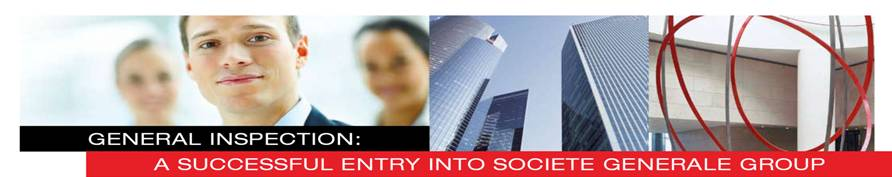 GENERAL INSPECTION:
A SUCCESSFUL ENTRY INTO SOCIETE GENERALE GROUP